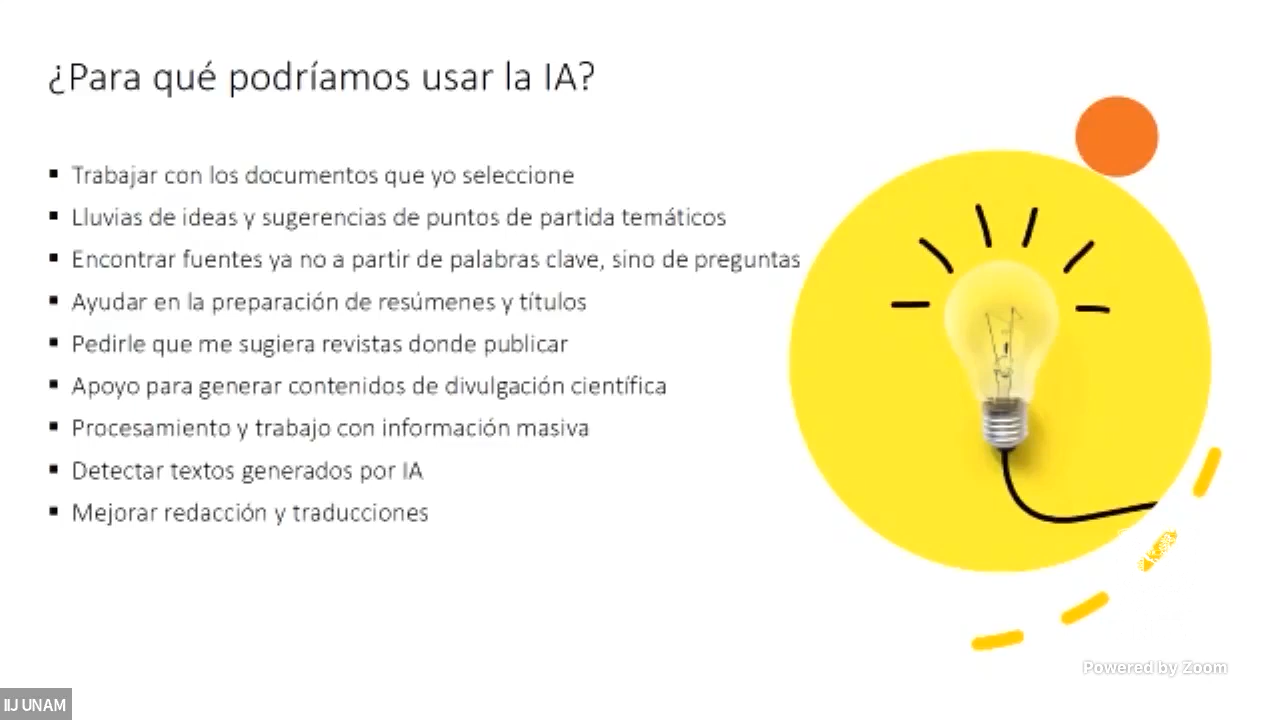 ¿Para qué podríamos usar la IA?
▪ Trabajar con los documentos que yo seleccione
▪ Lluvias de ideas y sugerencias de puntos de partida temáticos
▪ Encontrar fuentes ya no a partir de palabras clave, sino de preguntas
▪ Ayudar en la preparación de resúmenes y títulos
▪ Pedirle que me sugiera revistas donde publicar
▪ Apoyo para generar contenidos de divulgación científica
▪ Procesamiento y trabajo con información masiva
▪ Detectar textos generados por IA
▪ Mejorar redacción y traducciones
Powered by Zoom
IIJ UNAM